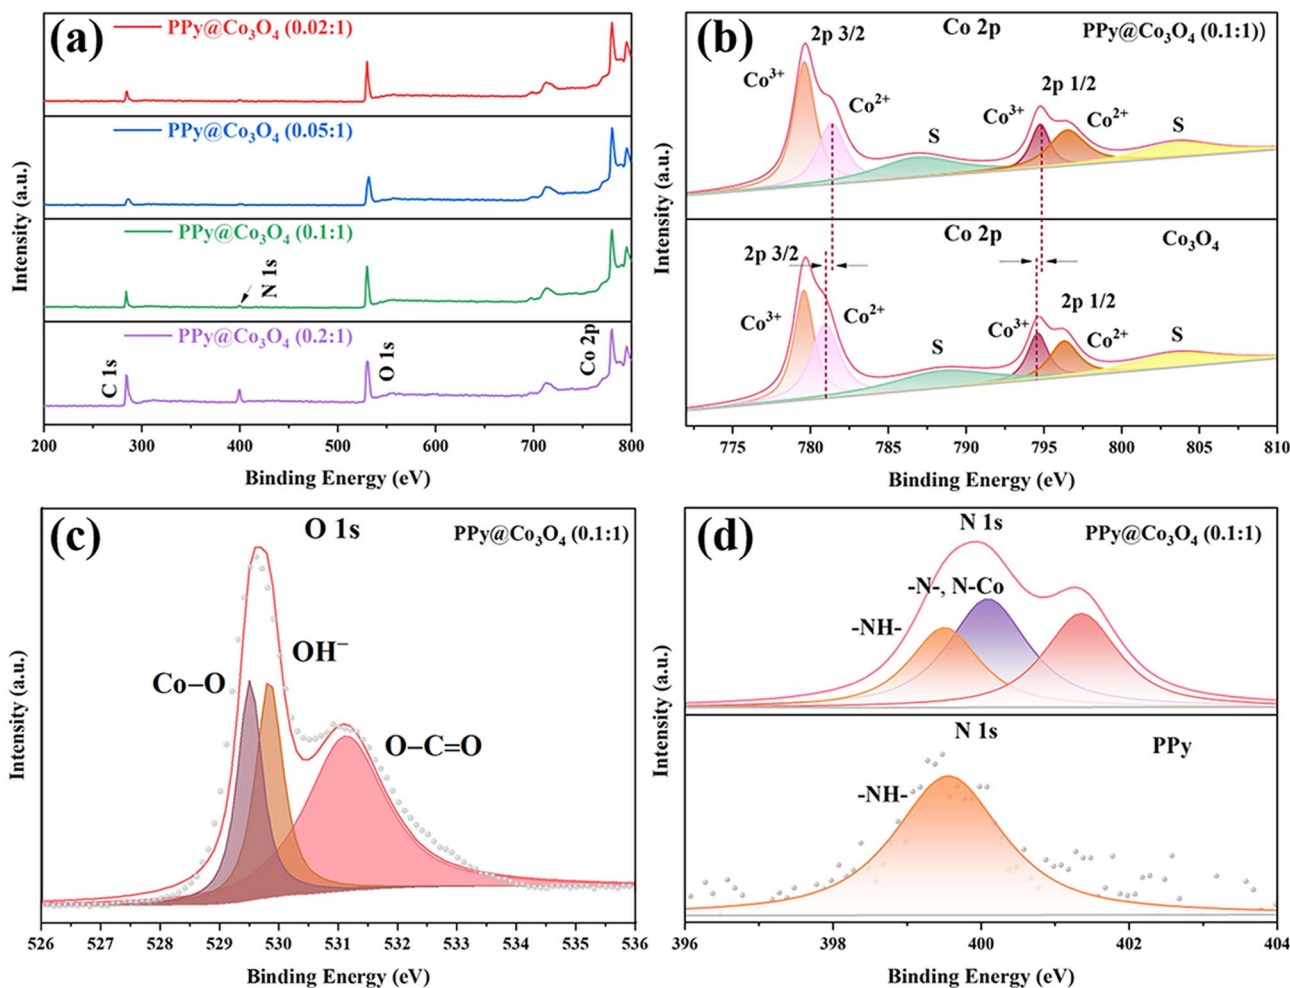 (a)
PPy@Co₃O₄ (0.02:1)
PPy@Co₃O₄ (0.05:1)
PPy@Co₃O₄ (0.1:1)
N 1s
PPy@Co₃O₄ (0.2:1)
C 1s
O 1s
Co 2p
Intensity (a.u.)
200 300 400 500 600 700 800
Binding Energy (eV)
(b)
Co 2p
PPy@Co₃O₄ (0.1:1))
2p 3/2
Co³⁺
Co²⁺
S
2p 1/2
Co³⁺
Co²⁺
S
Intensity (a.u.)
Co 2p
Co₃O₄
2p 3/2
Co³⁺
Co²⁺
S
2p 1/2
Co³⁺
Co²⁺
S
Intensity (a.u.)
775 780 785 790 795 800 805 810
Binding Energy (eV)
(c)
O 1s
PPy@Co₃O₄ (0.1:1)
Co–O
OH⁻
O–C=O
Intensity (a.u.)
526 527 528 529 530 531 532 533 534 535 536
Binding Energy (eV)
(d)
N 1s
PPy@Co₃O₄ (0.1:1)
-N-, N-Co
-NH-
Intensity (a.u.)
N 1s
PPy
-NH-
Intensity (a.u.)
396 398 400 402 404
Binding Energy (eV)